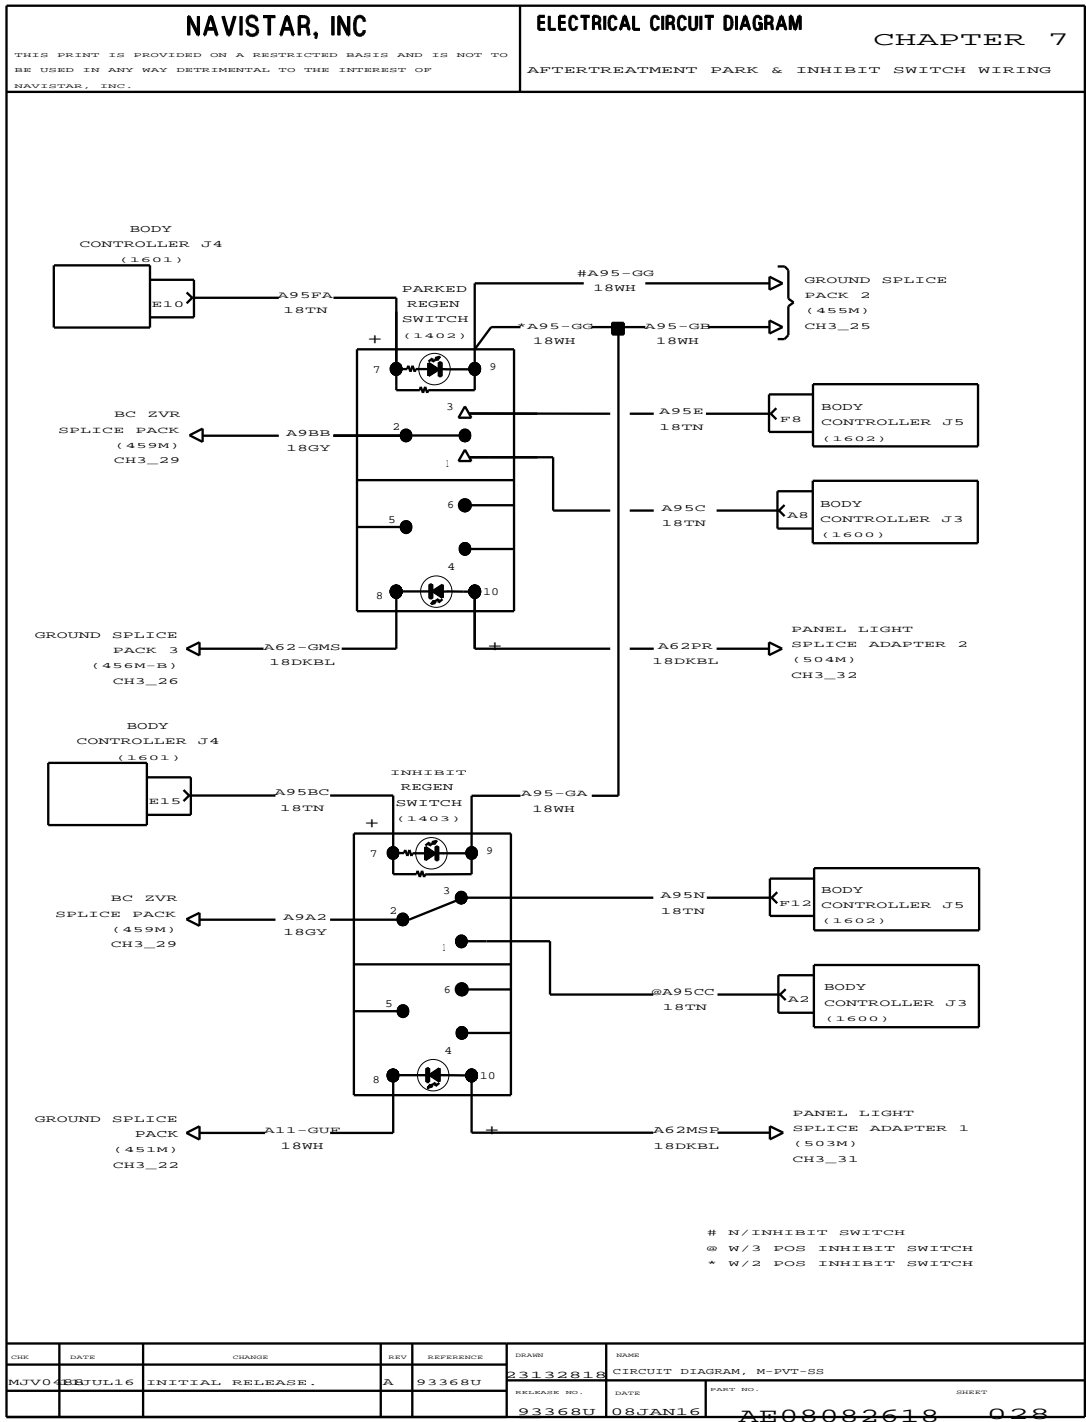 NAVISTAR, INC
THIS PRINT IS PROVIDED ON A RESTRICTED BASIS AND IS NOT TO
BE USED IN ANY WAY DETRIMENTAL TO THE INTEREST OF
NAVISTAR, INC.
ELECTRICAL CIRCUIT DIAGRAM
CHAPTER 7
AFTERTREATMENT PARK & INHIBIT SWITCH WIRING
BODY
CONTROLLER J4
(1601)
E10
A95FA
18TN
PARKED
REGEN
SWITCH
(1402)
+
#A95-GG
18WH
*A95-GG
18WH
A95-GB
18WH
GROUND SPLICE
PACK 2
(455M)
CH3_25
7
9
BC ZVR
SPLICE PACK
(459M)
CH3_29
A9BB
18GY
2
3
1
A95E
18TN
F8
BODY
CONTROLLER J5
(1602)
A95C
18TN
A8
BODY
CONTROLLER J3
(1600)
6
5
4
8
10
GROUND SPLICE
PACK 3
(456M-B)
CH3_26
A62-GMS
18DKBL
+
A62PR
18DKBL
PANEL LIGHT
SPLICE ADAPTER 2
(504M)
CH3_32
BODY
CONTROLLER J4
(1601)
E15
A95BC
18TN
INHIBIT
REGEN
SWITCH
(1403)
+
A95-GA
18WH
7
9
BC ZVR
SPLICE PACK
(459M)
CH3_29
A9A2
18GY
2
3
1
A95N
18TN
F12
BODY
CONTROLLER J5
(1602)
@A95CC
18TN
A2
BODY
CONTROLLER J3
(1600)
6
5
4
8
10
GROUND SPLICE
PACK
(451M)
CH3_22
A11-GUF
18WH
+
A62MSP
18DKBL
PANEL LIGHT
SPLICE ADAPTER 1
(503M)
CH3_31
# N/INHIBIT SWITCH
@ W/3 POS INHIBIT SWITCH
* W/2 POS INHIBIT SWITCH
CHK DATE CHANGE REV REFERENCE
INITIAL RELEASE. A 93368U
DRAWN
23132818
NAME
CIRCUIT DIAGRAM, M-PVT-SS
RELEASE NO.
93368U
DATE
08JAN16
PART NO.
AE08082618
SHEET
028